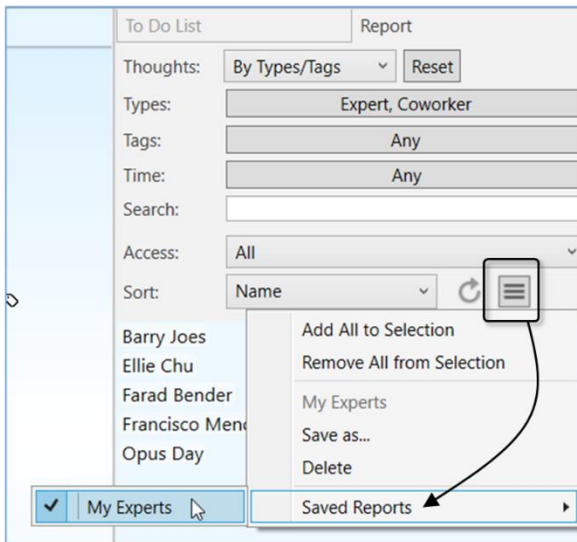 To Do List Report
Thoughts: By Types/Tags Reset
Types: Expert, Coworker
Tags: Any
Time: Any
Search:
Access: All
Sort: Name
Barry Joes
Ellie Chu
Farad Bender
Francisco
Opus Day
Add All to Selection
Remove All from Selection
My Experts
Save as...
Delete
Saved Reports
My Experts